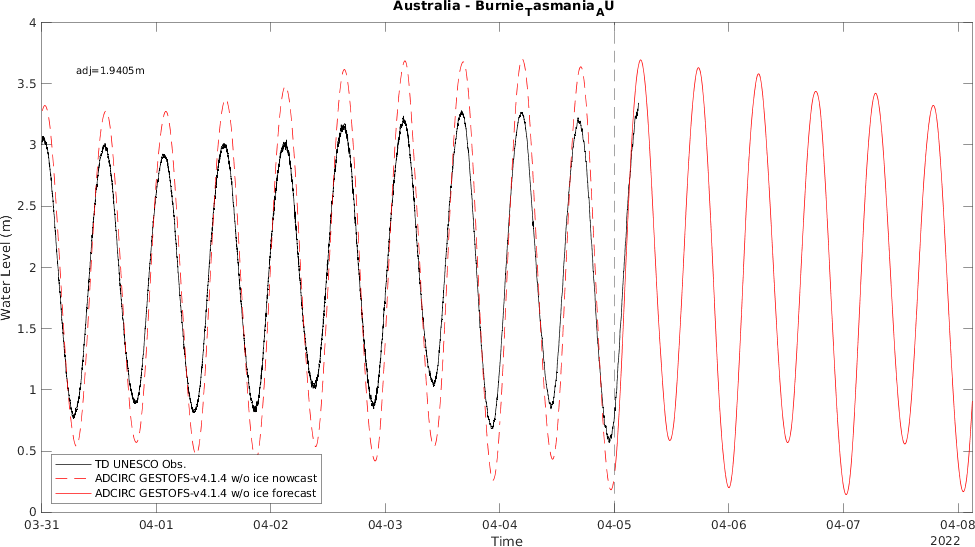 Australia - Burnie_Tasmania_AU
adj=1.9405m
Water Level (m)
4
3.5
3
2.5
2
1.5
1
0.5
0
TD UNESCO Obs.
ADCIRC GESTOFS-v4.1.4 w/o ice nowcast
ADCIRC GESTOFS-v4.1.4 w/o ice forecast
03-31 04-01 04-02 04-03 04-04 04-05 04-06 04-07 04-08
Time 2022